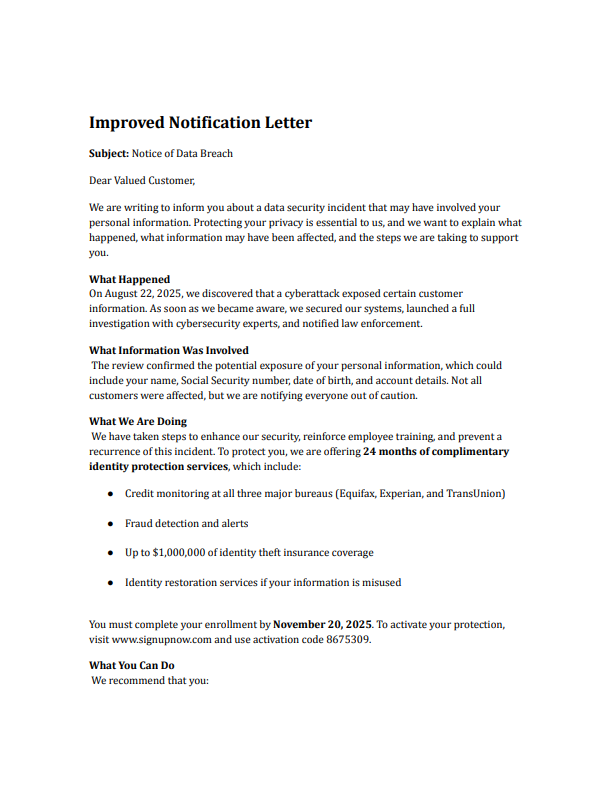 Improved Notification Letter
Subject: Notice of Data Breach
Dear Valued Customer,
We are writing to inform you about a data security incident that may have involved your
personal information. Protecting your privacy is essential to us, and we want to explain what
happened, what information may have been affected, and the steps we are taking to support
you.
What Happened
On August 22, 2025, we discovered that a cyberattack exposed certain customer
information. As soon as we became aware, we secured our systems, launched a full
investigation with cybersecurity experts, and notified law enforcement.
What Information Was Involved
The review confirmed the potential exposure of your personal information, which could
include your name, Social Security number, date of birth, and account details. Not all
customers were affected, but we are notifying everyone out of caution.
What We Are Doing
We have taken steps to enhance our security, reinforce employee training, and prevent a
recurrence of this incident. To protect you, we are offering 24 months of complimentary
identity protection services, which include:
● Credit monitoring at all three major bureaus (Equifax, Experian, and TransUnion)
● Fraud detection and alerts
● Up to $1,000,000 of identity theft insurance coverage
● Identity restoration services if your information is misused
You must complete your enrollment by November 20, 2025. To activate your protection,
visit www.signupnow.com and use activation code 8675309.
What You Can Do
We recommend that you: